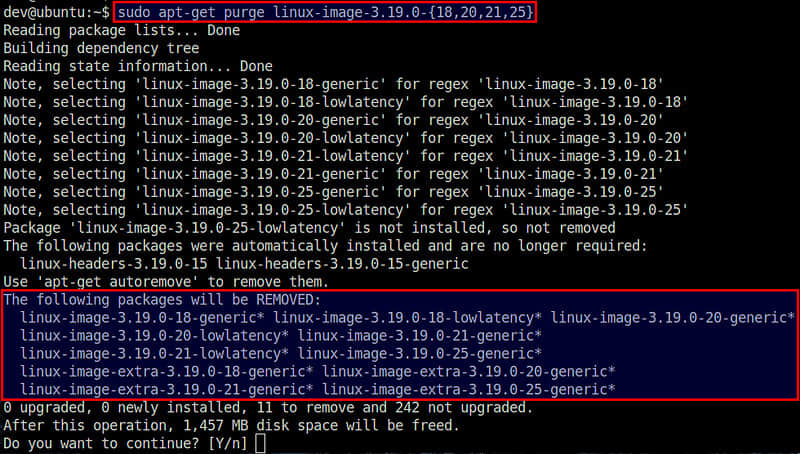 dev@ubuntu:~$ sudo apt-get purge linux-image-3.19.0-{18,20,21,25}
Reading package lists... Done
Building dependency tree
Reading state information... Done
Note, selecting 'linux-image-3.19.0-18-generic' for regex 'linux-image-3.19.0-18'
Note, selecting 'linux-image-3.19.0-18-lowlatency' for regex 'linux-image-3.19.0-18'
Note, selecting 'linux-image-3.19.0-20-generic' for regex 'linux-image-3.19.0-20'
Note, selecting 'linux-image-3.19.0-20-lowlatency' for regex 'linux-image-3.19.0-20'
Note, selecting 'linux-image-3.19.0-21-lowlatency' for regex 'linux-image-3.19.0-21'
Note, selecting 'linux-image-3.19.0-21-generic' for regex 'linux-image-3.19.0-21'
Note, selecting 'linux-image-3.19.0-25-generic' for regex 'linux-image-3.19.0-25'
Note, selecting 'linux-image-3.19.0-25-lowlatency' for regex 'linux-image-3.19.0-25'
Package 'linux-image-3.19.0-25-lowlatency' is not installed, so not removed
The following packages were automatically installed and are no longer required:
linux-headers-3.19.0-15 linux-headers-3.19.0-15-generic
Use 'apt-get autoremove' to remove them.
The following packages will be REMOVED:
linux-image-3.19.0-18-generic* linux-image-3.19.0-18-lowlatency* linux-image-3.19.0-20-generic*
linux-image-3.19.0-20-lowlatency* linux-image-3.19.0-21-generic*
linux-image-3.19.0-21-lowlatency* linux-image-3.19.0-25-generic*
linux-image-extra-3.19.0-18-generic* linux-image-extra-3.19.0-20-generic*
linux-image-extra-3.19.0-21-generic* linux-image-extra-3.19.0-25-generic*
0 upgraded, 0 newly installed, 11 to remove and 242 not upgraded.
After this operation, 1,457 MB disk space will be freed.
Do you want to continue? [Y/n]